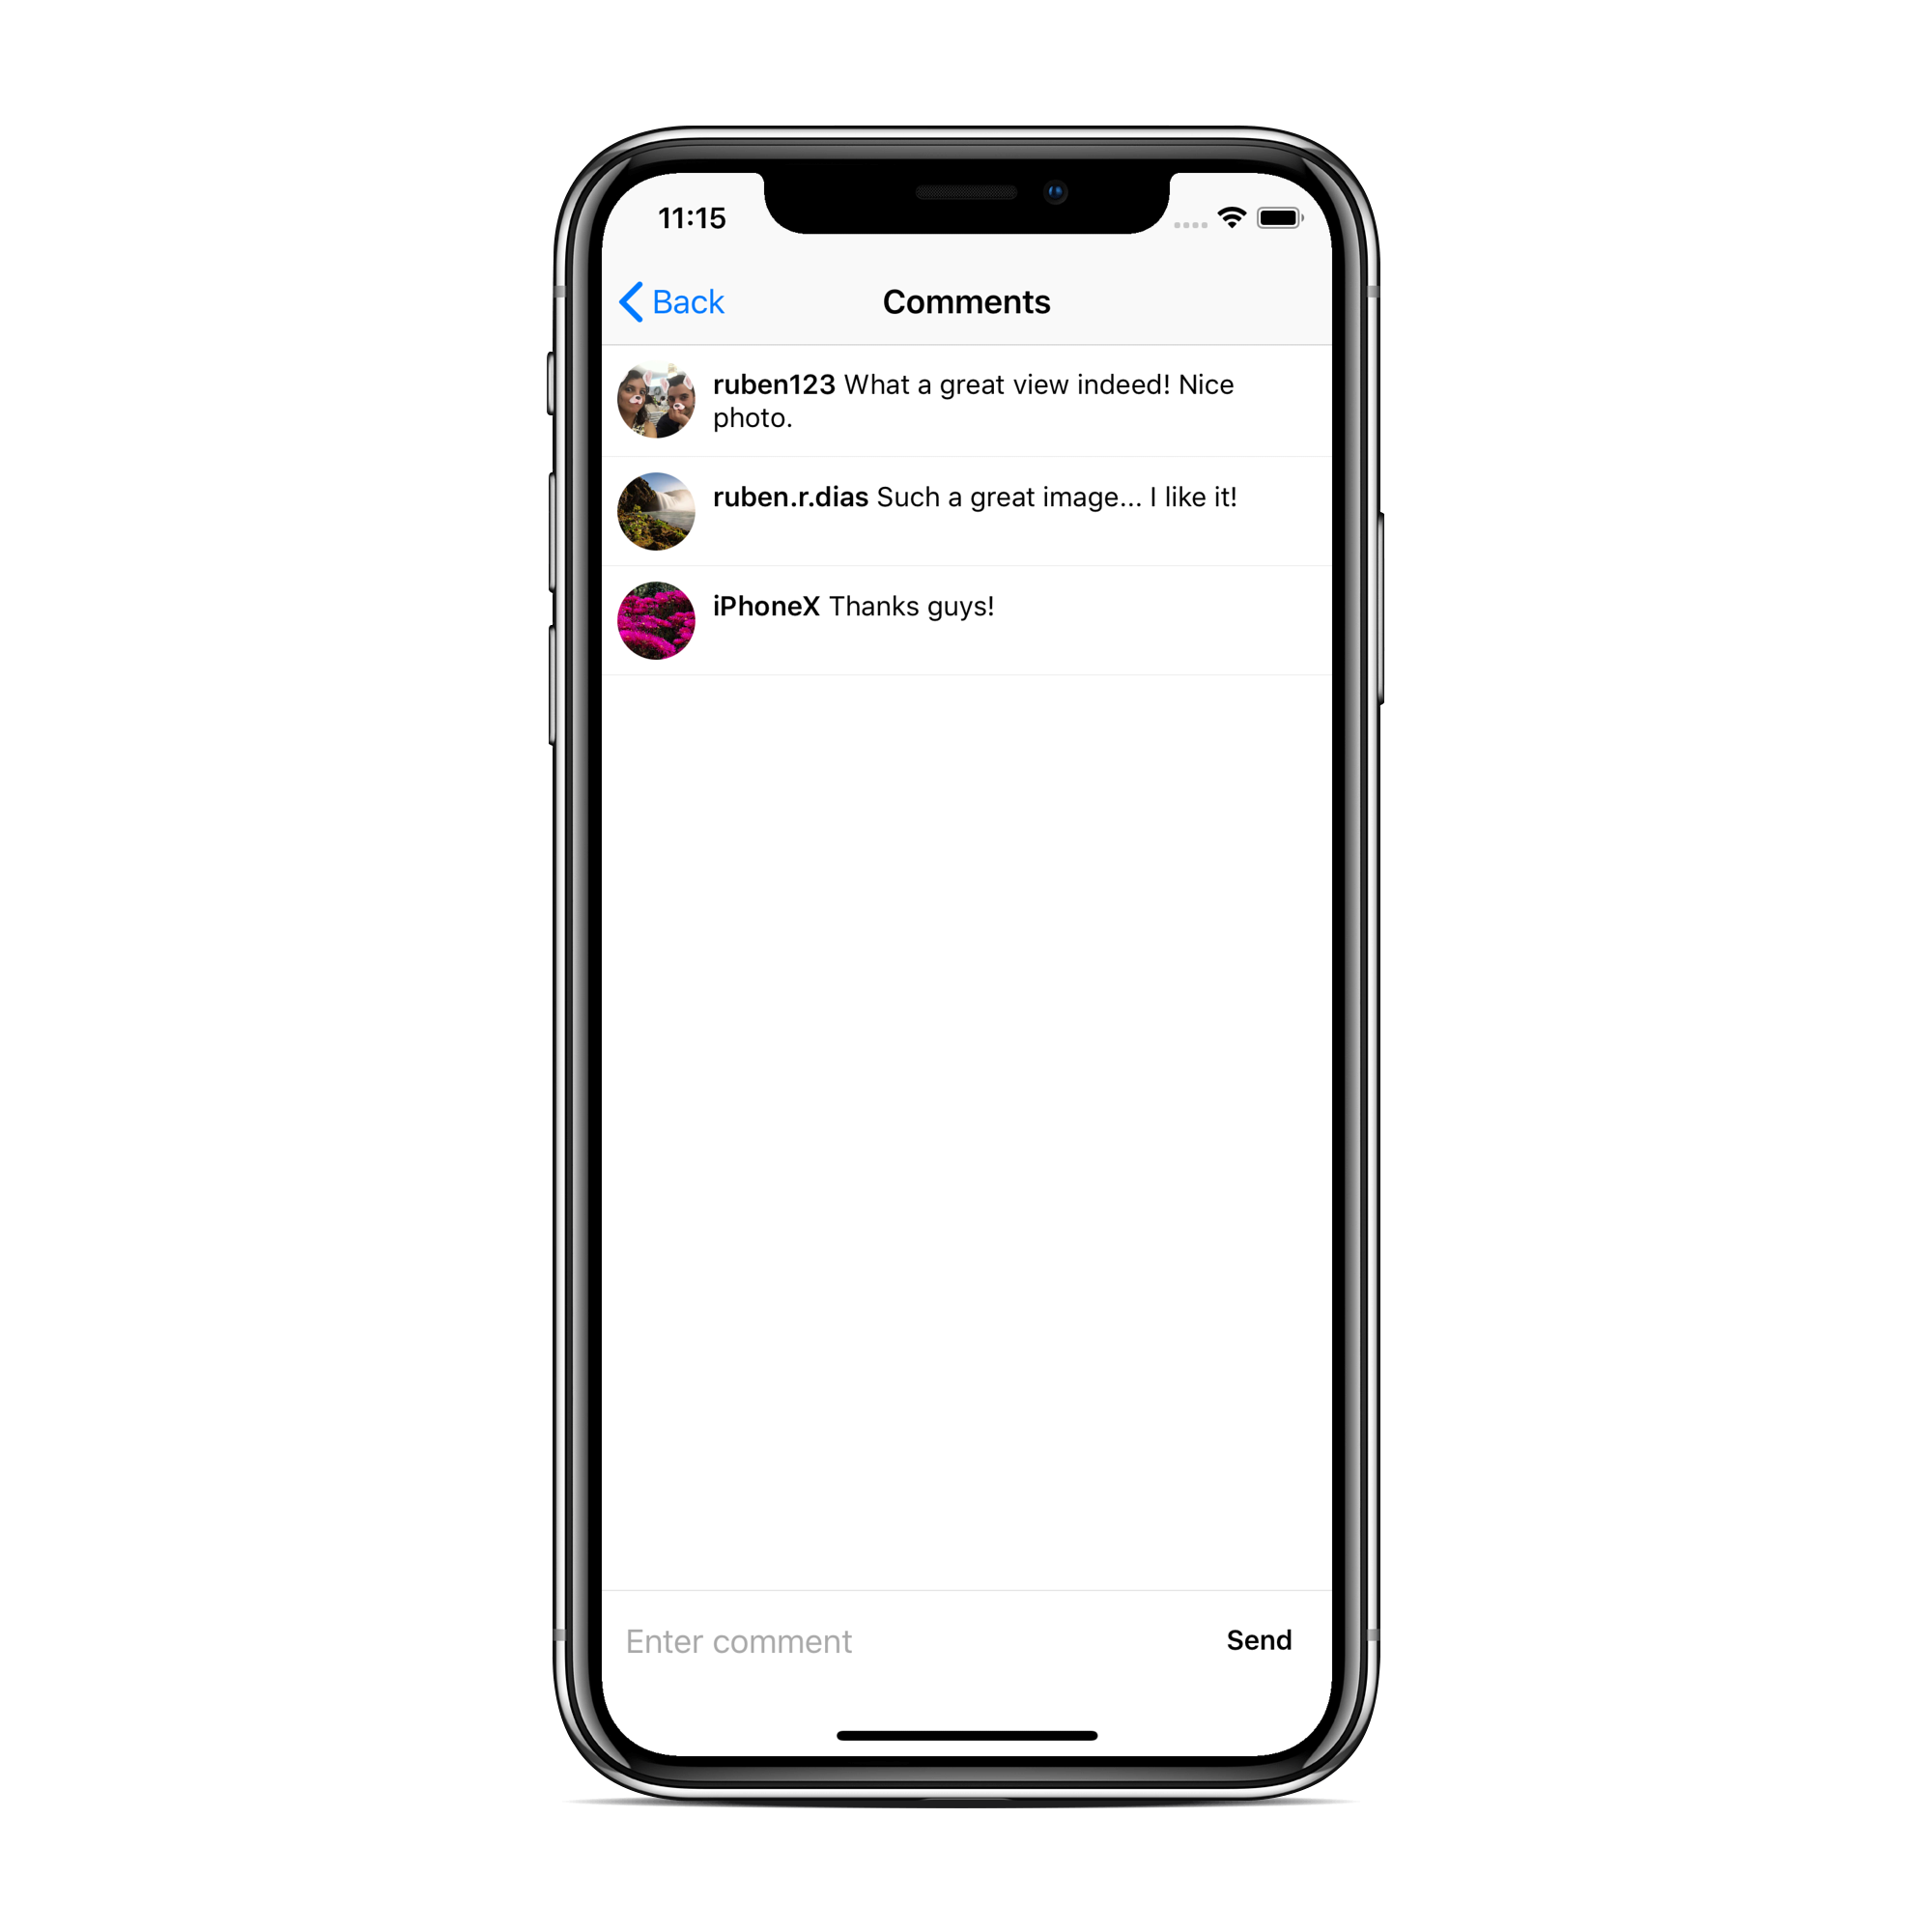 11:15
Back
Comments
ruben123 What a great view indeed! Nice
photo.
ruben.r.dias Such a great image... I like it!
iPhoneX Thanks guys!
Enter comment
Send